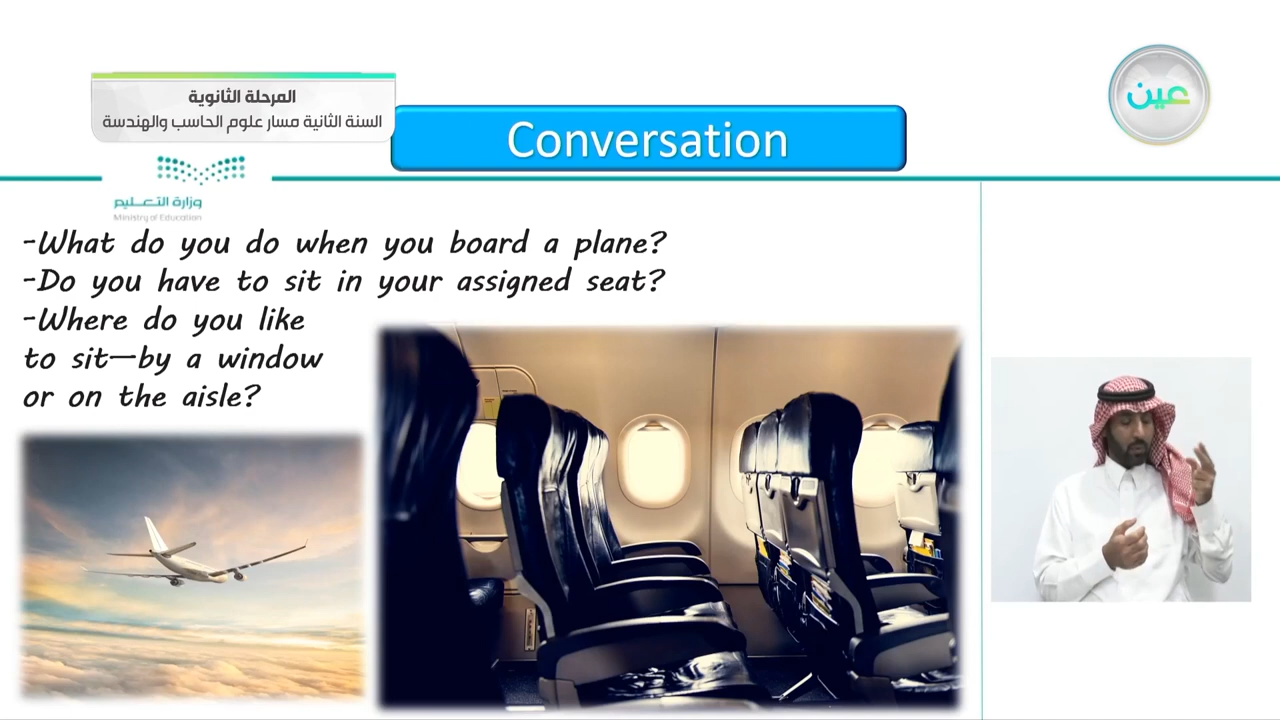 المرحلة الثانوية
السنة الثانية مسار علوم الحاسب والهندسة
عين
Conversation
وزارة التعليم
Ministry of Education
-What do you do when you board a plane?
-Do you have to sit in your assigned seat?
-Where do you like
to sit—by a window
or on the aisle?